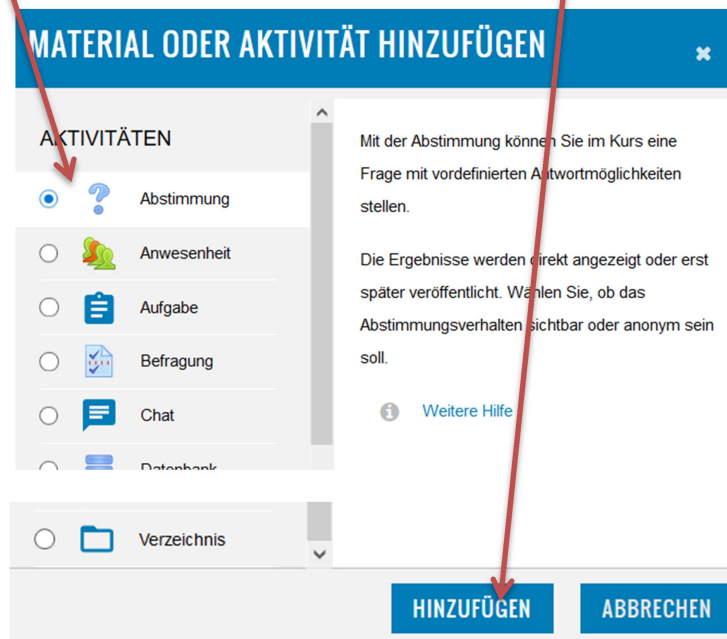 MATERIAL ODER AKTIVITÄT HINZUFÜGEN
AKTIVITÄTEN
Abstimmung
Anwesenheit
Aufgabe
Befragung
Chat
Datenbank
Verzeichnis
Mit der Abstimmung können Sie im Kurs eine
Frage mit vordefinierten Antwortmöglichkeiten
stellen.
Die Ergebnisse werden direkt angezeigt oder erst
später veröffentlicht. Wählen Sie, ob das
Abstimmungsverhalten sichtbar oder anonym sein
soll.
Weitere Hilfe
HINZUFÜGEN
ABBRECHEN